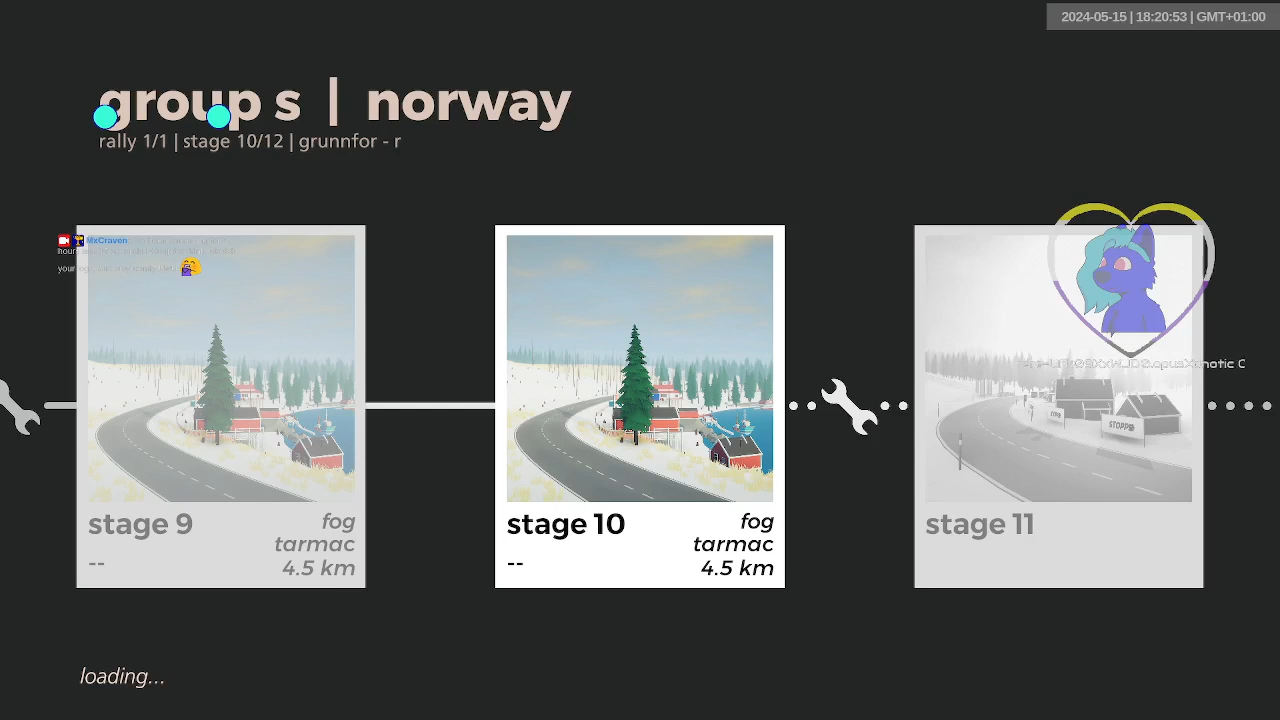 2024-05-15 | 18:20:53 | GMT+01:00
group s | norway
rally 1/1 | stage 10/12 | grunnfor - r
MxCraven
STOPP
stage 9
fog
tarmac
--
4.5 km
stage 10
fog
tarmac
--
4.5 km
stage 11
loading...